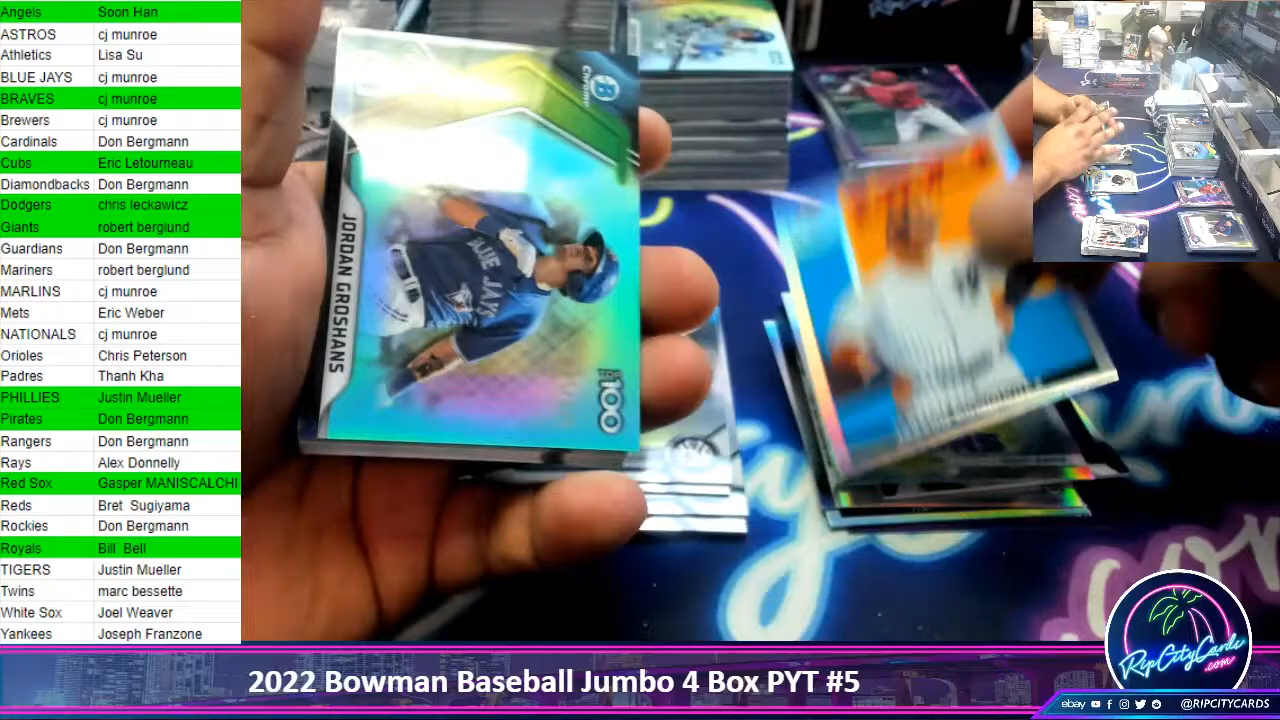 Angels Soon Han
ASTROS cj munroe
Athletics Lisa Su
BLUE JAYS cj munroe
BRAVES cj munroe
Brewers cj munroe
Cardinals Don Bergmann
Cubs Eric Letourneau
Diamondbacks Don Bergmann
Dodgers chris leckawicz
Giants robert berglund
Guardians Don Bergmann
Mariners robert berglund
MARLINS cj munroe
Mets Eric Weber
NATIONALS cj munroe
Orioles Chris Peterson
Padres Thanh Kha
PHILLIES Justin Mueller
Pirates Don Bergmann
Rangers Don Bergmann
Rays Alex Donnelly
Red Sox Gasper MANISCALCHI
Reds Bret Sugiyama
Rockies Don Bergmann
Royals Bill Bell
TIGERS Justin Mueller
Twins marc bessette
White Sox Joel Weaver
Yankees Joseph Franzone
B
Chrome
BLUE JAYS
JORDAN GROSHANS
TOP
100
RipCityCards
.com
2022 Bowman Baseball Jumbo 4 Box PYT #5
ebay @RIPCITYCARDS